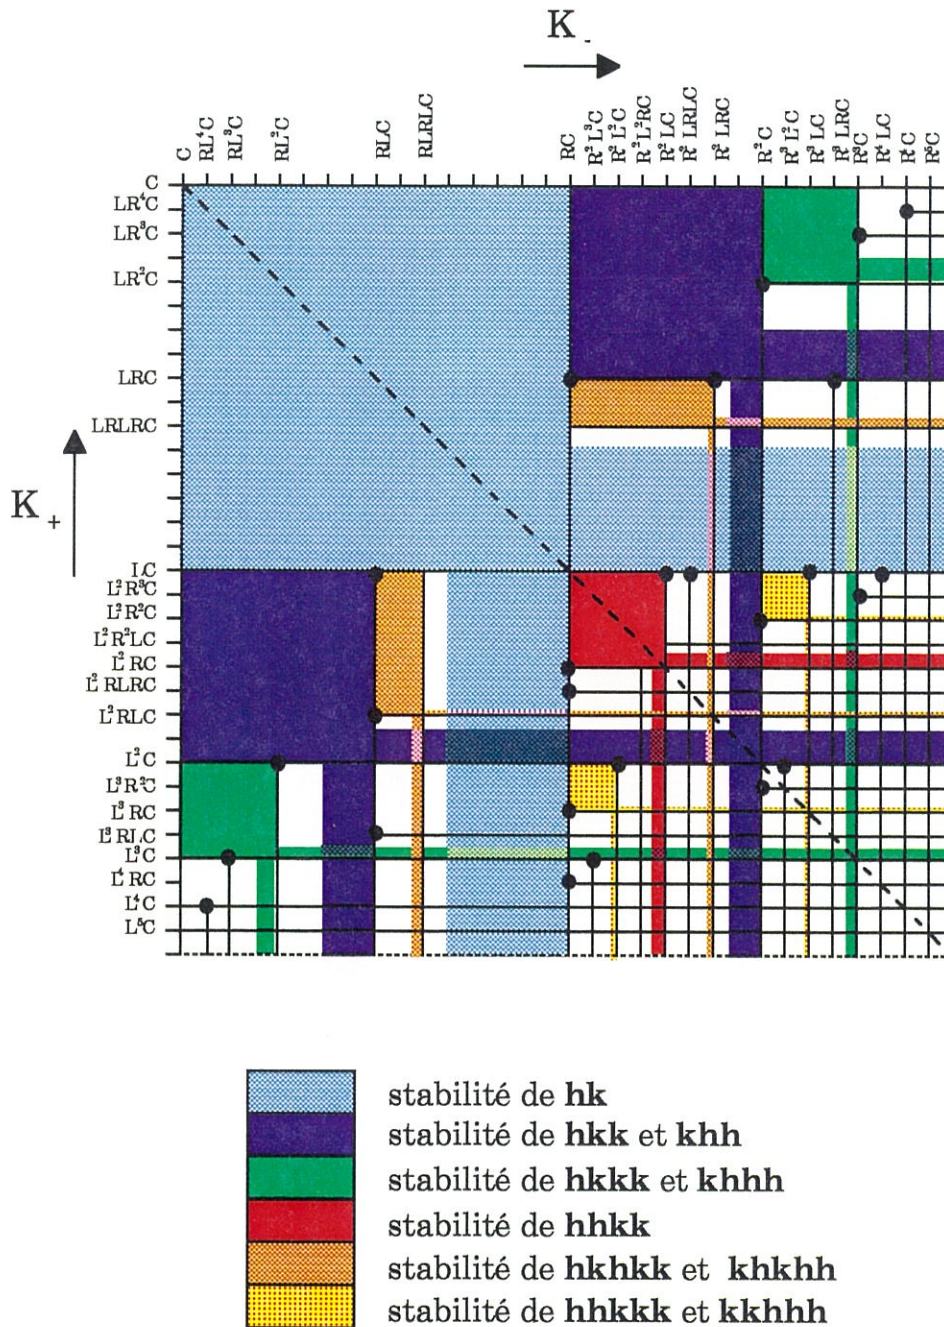 K_-
C
RL⁴C
RL³C
RL²C
RLC
RLRLC
RC
R²L³C
R²L²C
R²L²RC
R²LC
R²LRLC
R²LRC
R²C
R³L²C
R³LC
R³LRC
R³C
R⁴LC
R⁴C
R⁵C
C
LR⁴C
LR³C
LR²C
LRC
LRLRC
K_+
LC
L²R³C
L²R²C
L²R²LC
L²RC
L²RLRC
L²RLC
L²C
L³R²C
L³RC
L³RLC
L³C
L⁴RC
L⁴C
L⁵C
stabilité de hk
stabilité de hkk et khh
stabilité de hkkk et khhh
stabilité de hhkk
stabilité de hkhkk et khkhh
stabilité de hhkkk et kkhhh